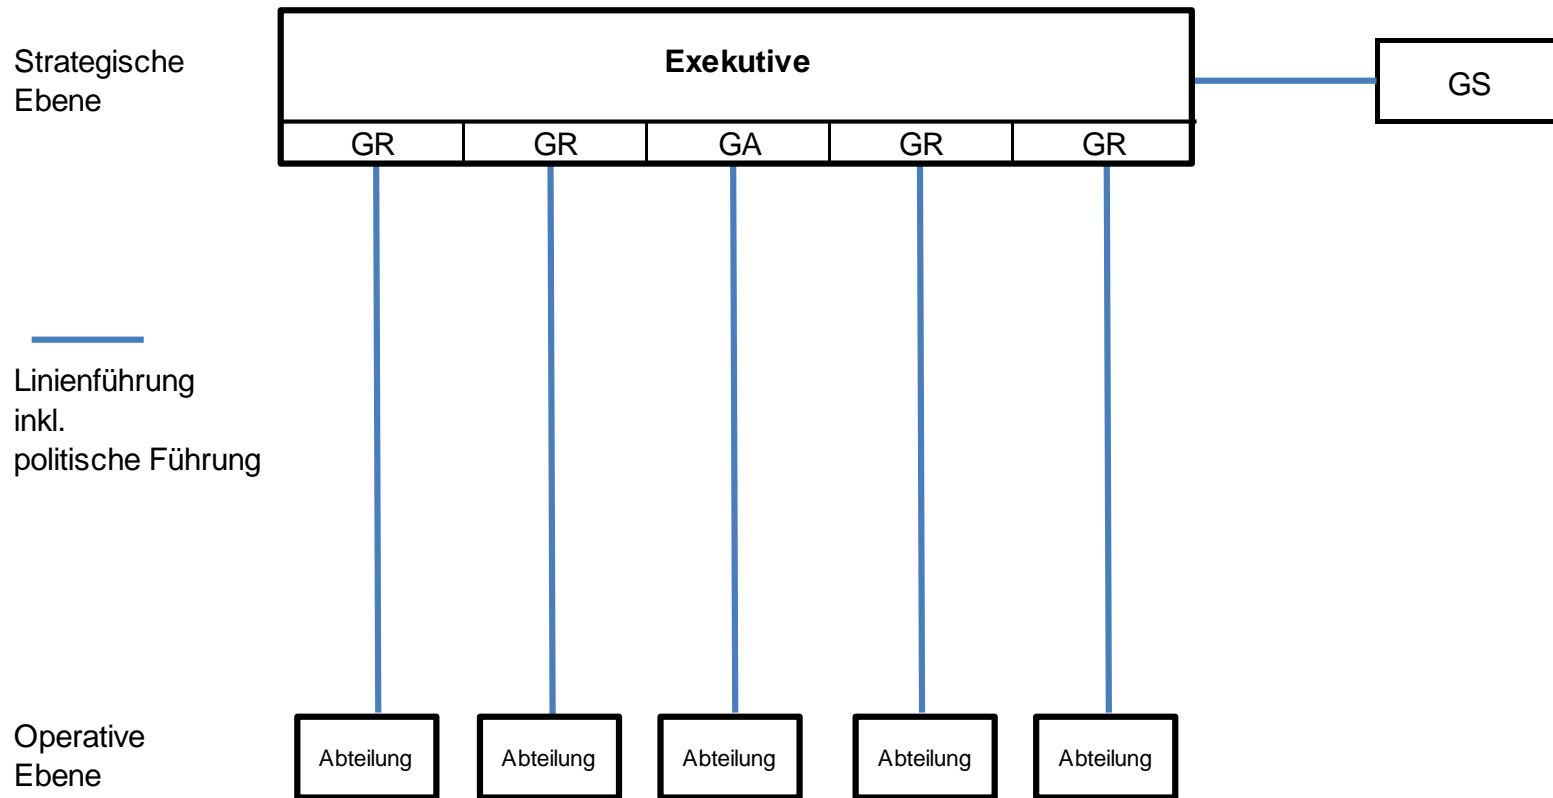 Strategische
Ebene
Exekutive
GS
GR
GR
GA
GR
GR
Linienführung
inkl.
politische Führung
Operative
Ebene
Abteilung
Abteilung
Abteilung
Abteilung
Abteilung